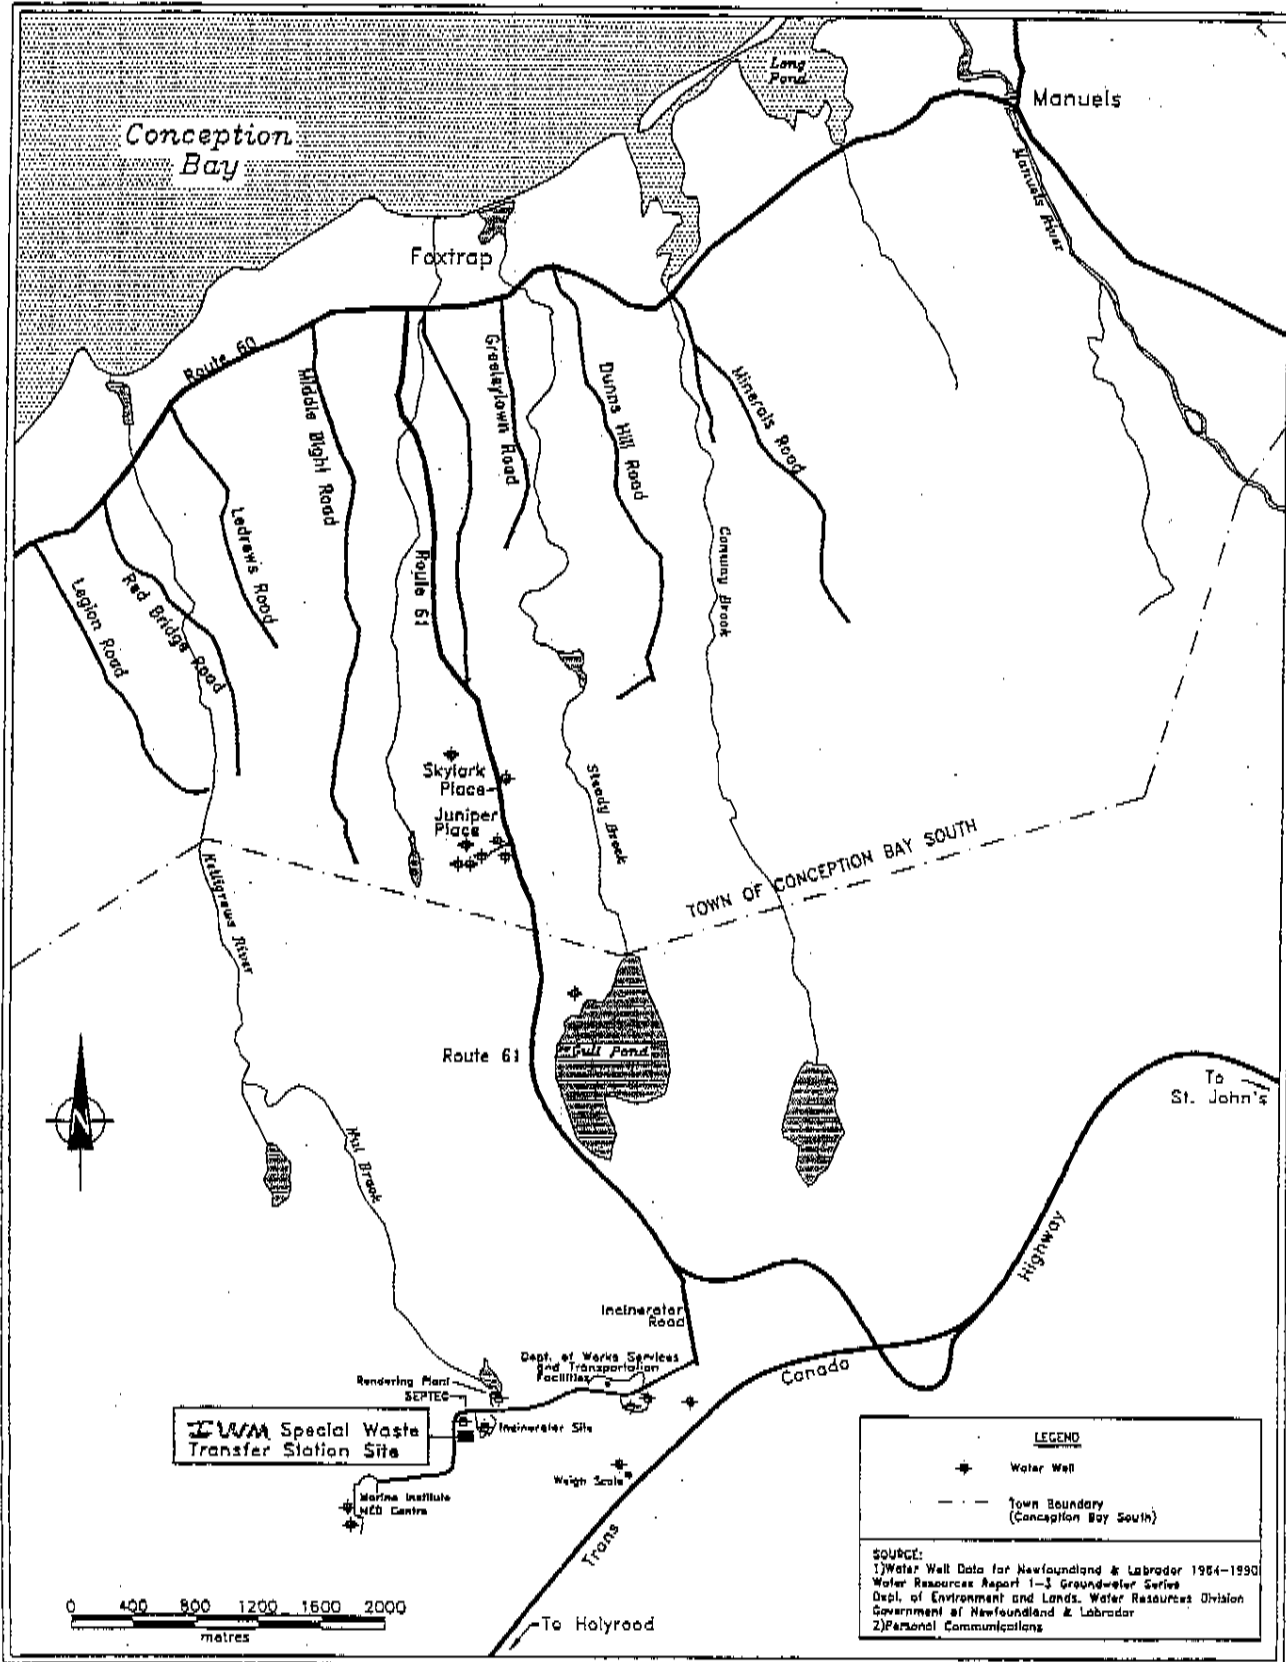 Long
Pond
Manuels
Conception
Bay
Manuels River
Foxtrap
Route 60
Middle Bight Road
Greeleytown Road
Dunns Hill Road
Minerals Road
Ledrew's Road
Route 61
Conway Brook
Legion Road
Red Bridge Road
Skylark
Place
Steady Brook
Juniper
Place
TOWN OF CONCEPTION BAY SOUTH
Kelligrews River
Route 61
Gull Pond
To
St. John's
N
Mul Brook
Highway
Incinerator
Road
Dept. of Works Services
and Transportation
Facilities
Canada
Rendering Plant
SEPTEC
IWM Special Waste
Transfer Station Site
Incinerator Site
Weigh Scale
Marine Institute
MED Centre
Trans
LEGEND
Water Well
Town Boundary
(Conception Bay South)
SOURCE:
1)Water Well Data for Newfoundland & Labrador 1984-1990
Water Resources Report 1-3 Groundwater Series
Dept. of Environment and Lands. Water Resources Division
Government of Newfoundland & Labrador
2)Personal Communications
0 400 800 1200 1600 2000
metres
To Holyrood